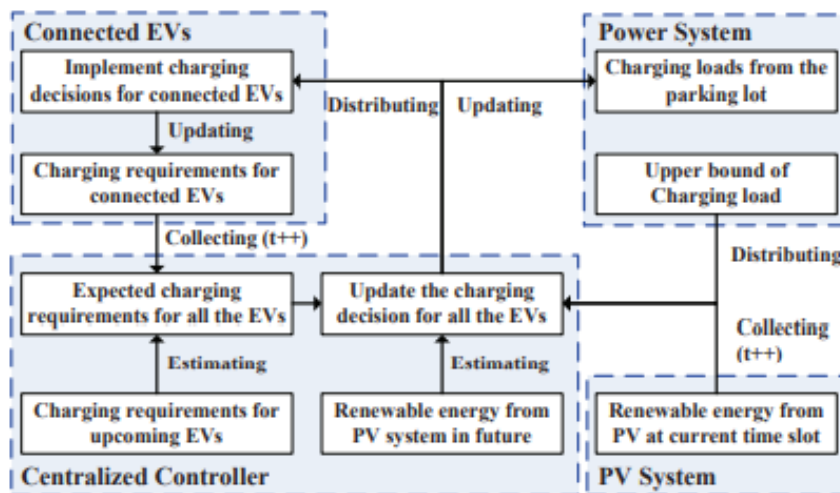 Connected EVs
Implement charging
decisions for connected EVs
Updating
Charging requirements for
connected EVs
Collecting (t++)
Distributing
Updating
Power System
Charging loads from the
parking lot
Upper bound of
Charging load
Distributing
Collecting
(t++)
Expected charging
requirements for all the EVs
Update the charging
decision for all the EVs
Estimating
Estimating
Charging requirements for
upcoming EVs
Renewable energy from
PV system in future
Centralized Controller
Renewable energy from
PV at current time slot
PV System